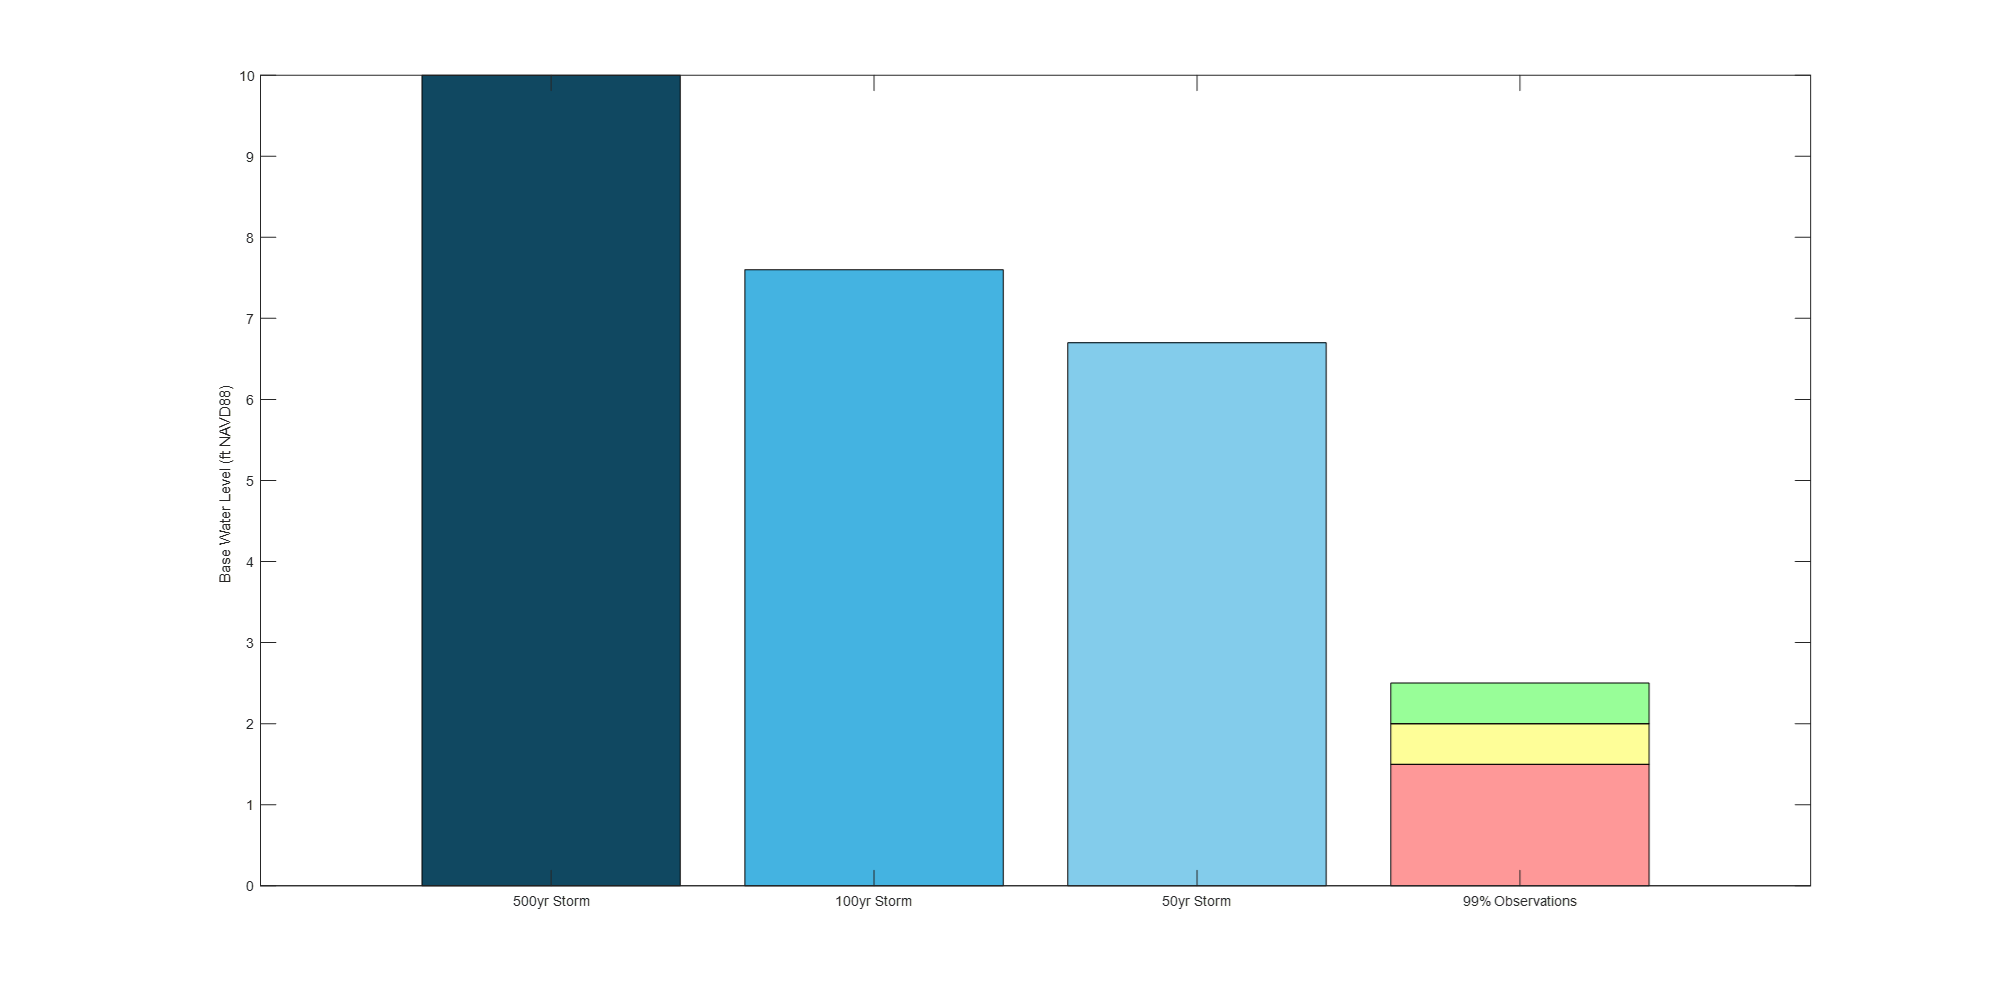 10
9
8
7
6
5
4
3
2
1
0
Base Water Level (ft NAVD88)
500yr Storm
100yr Storm
50yr Storm
99% Observations